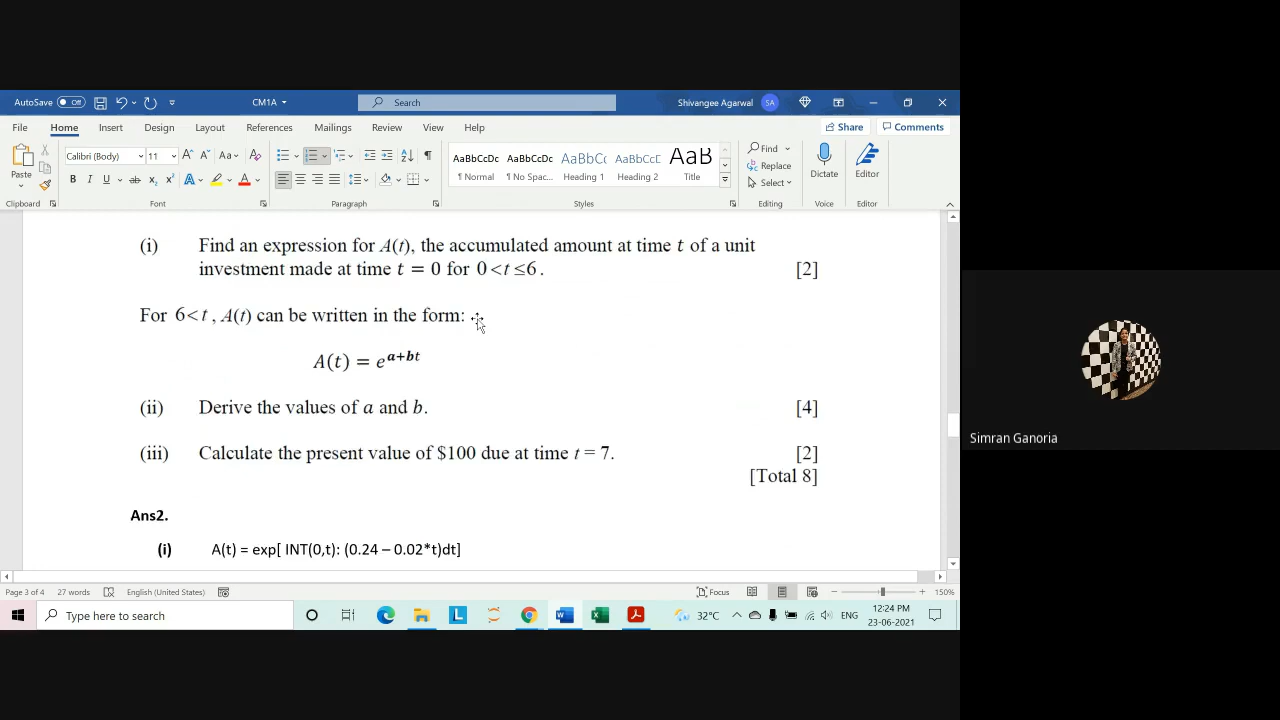 AutoSave Off CM1A Search Shivangee Agarwal SA
File Home Insert Design Layout References Mailings Review View Help Share Comments
Paste Calibri (Body) 11 Aa AaBbCcDc AaBbCcDc AaBbCc AaBbCcD AaB Find Replace Select Dictate Editor
¶ Normal ¶ No Spac... Heading 1 Heading 2 Title
Clipboard Font Paragraph Styles Editing Voice Editor
(i) Find an expression for A(t), the accumulated amount at time t of a unit
investment made at time t = 0 for 0 < t ≤ 6 . [2]
For 6 < t , A(t) can be written in the form:
A(t) = e^{a+bt}
(ii) Derive the values of a and b. [4]
(iii) Calculate the present value of $100 due at time t = 7. [2]
[Total 8]
Ans2.
(i) A(t) = exp[ INT(0,t): (0.24 – 0.02*t)dt]
Page 3 of 4 27 words English (United States) Focus 150%
Type here to search 32°C ENG 12:24 PM
23-06-2021
Simran Ganoria